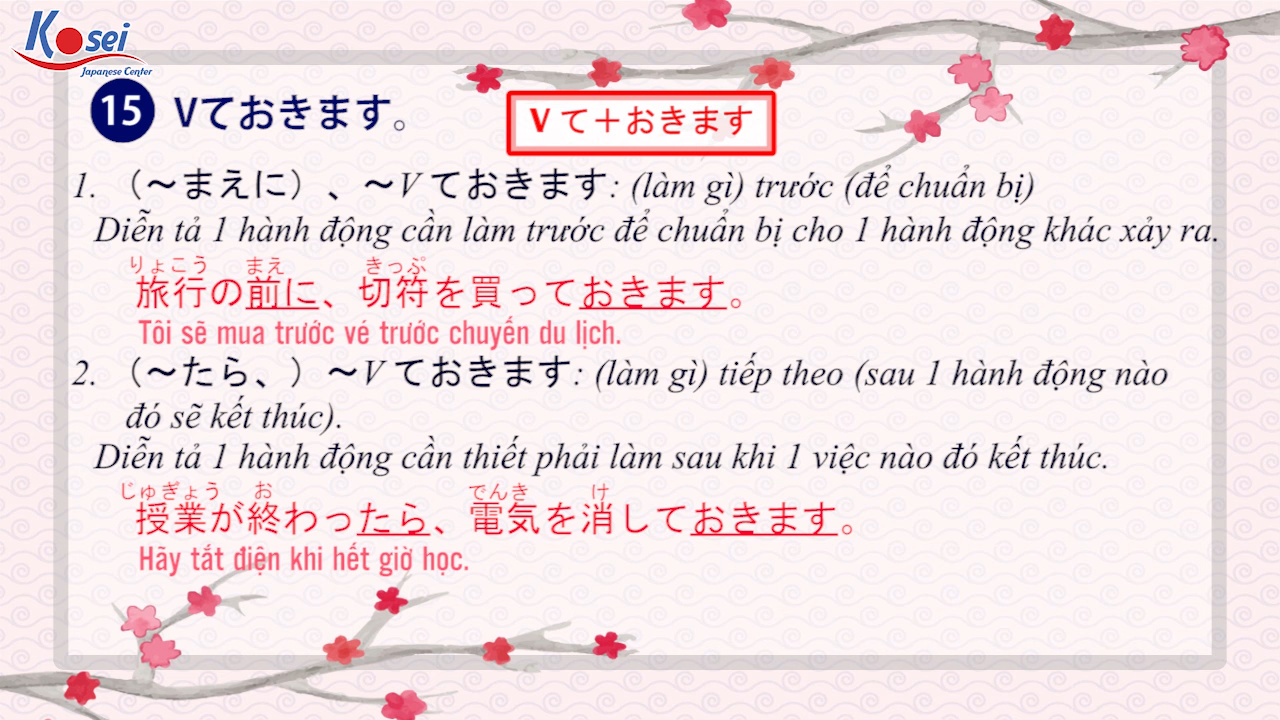 Kosei
Japanese Center
15 Vておきます。
Vて＋おきます
1. （～まえに）、～Vておきます: (làm gì) trước (để chuẩn bị)
Diễn tả 1 hành động cần làm trước để chuẩn bị cho 1 hành động khác xảy ra.
りょこう まえ きっぷ
旅行の前に、切符を買っておきます。
Tôi sẽ mua trước vé trước chuyến du lịch.
2. （～たら、）～Vておきます: (làm gì) tiếp theo (sau 1 hành động nào
đó sẽ kết thúc).
Diễn tả 1 hành động cần thiết phải làm sau khi 1 việc nào đó kết thúc.
じゅぎょう お でんき け
授業が終わったら、電気を消しておきます。
Hãy tắt điện khi hết giờ học.